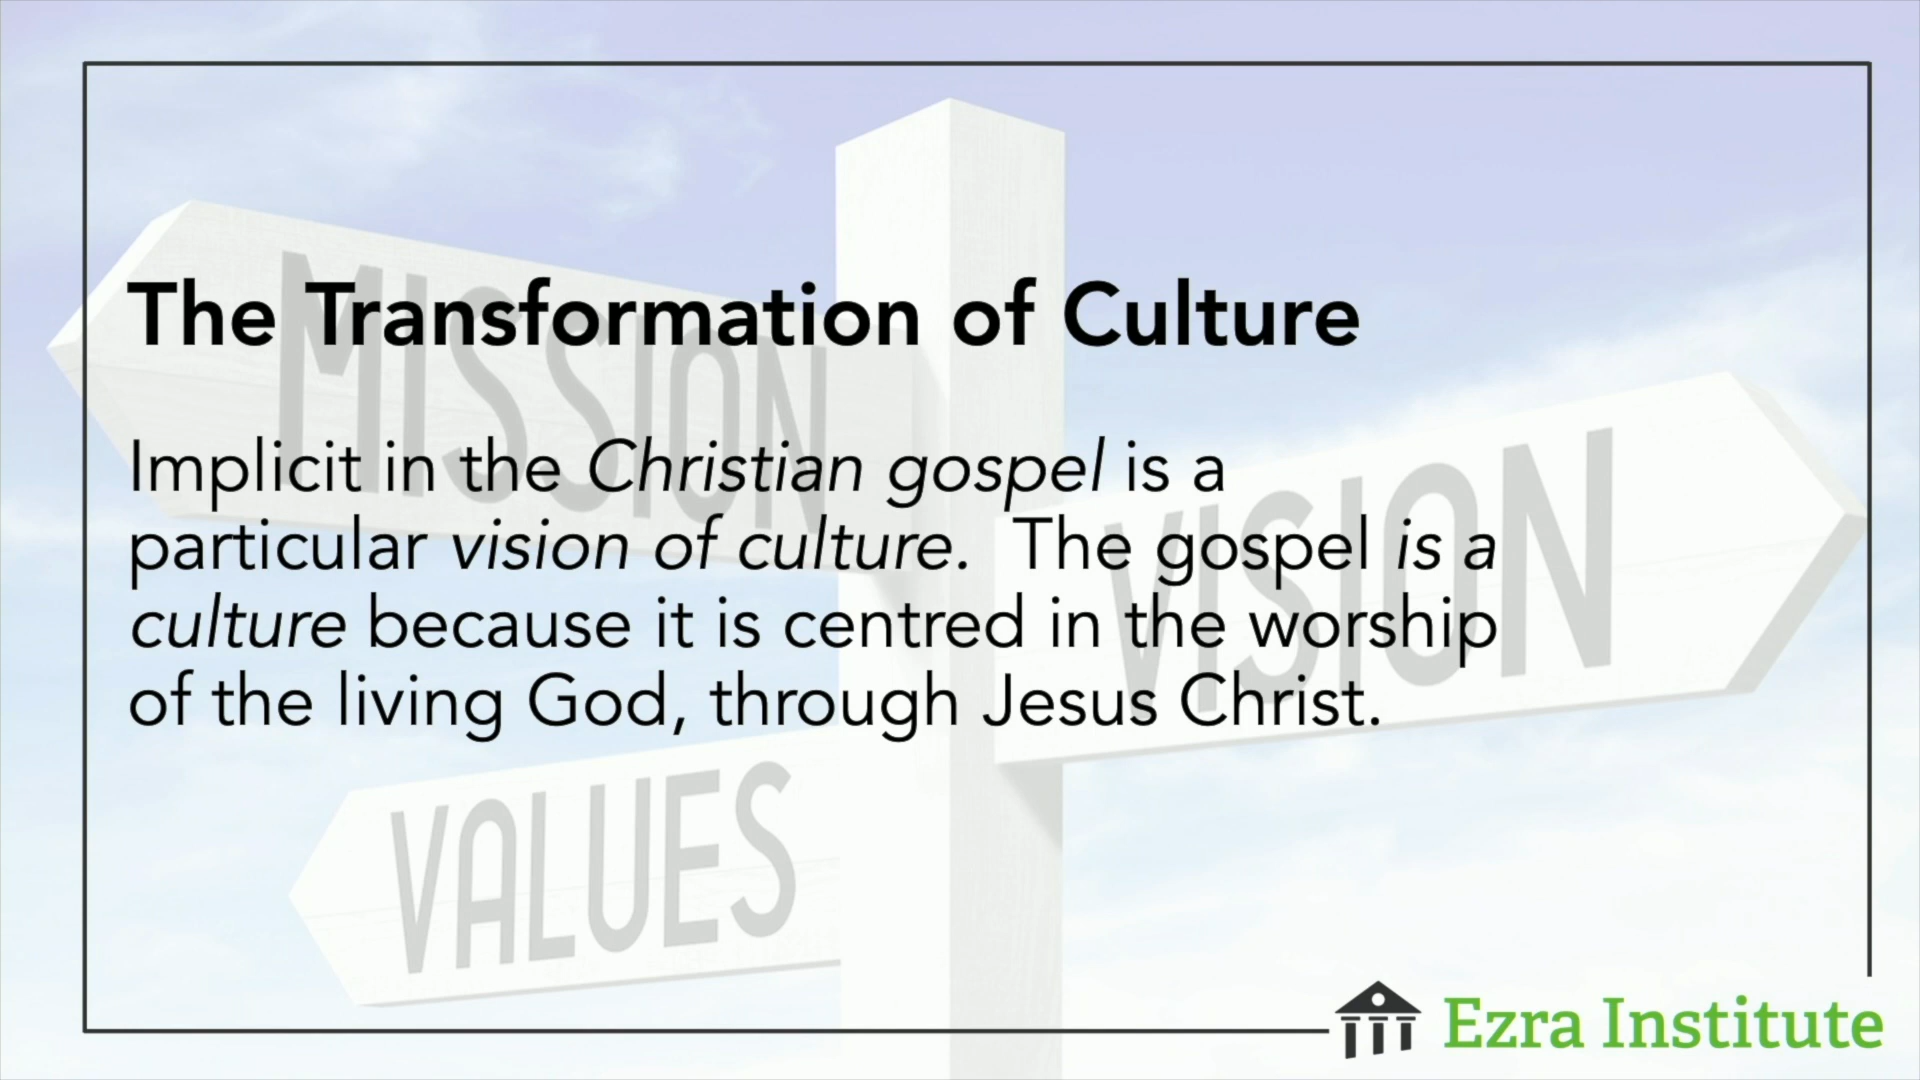 The Transformation of Culture
Implicit in the Christian gospel is a
particular vision of culture. The gospel is a
culture because it is centred in the worship
of the living God, through Jesus Christ.
MISSION
VISION
VALUES
Ezra Institute